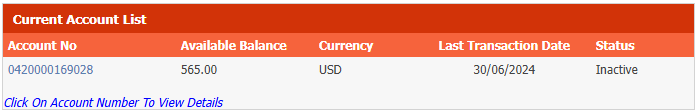 Current Account List
Account No Available Balance Currency Last Transaction Date Status
0420000169028 565.00 USD 30/06/2024 Inactive
Click On Account Number To View Details